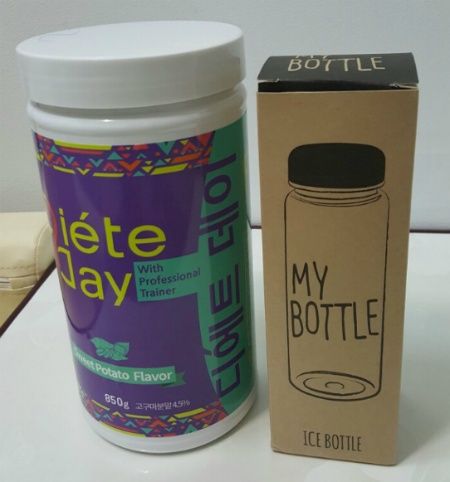 iéte
Day
With
Professional
Trainer
디에트 데이
Sweet Potato Flavor
850g 고구마분말4.5%
MY
BOTTLE
MY
BOTTLE
ICE BOTTLE